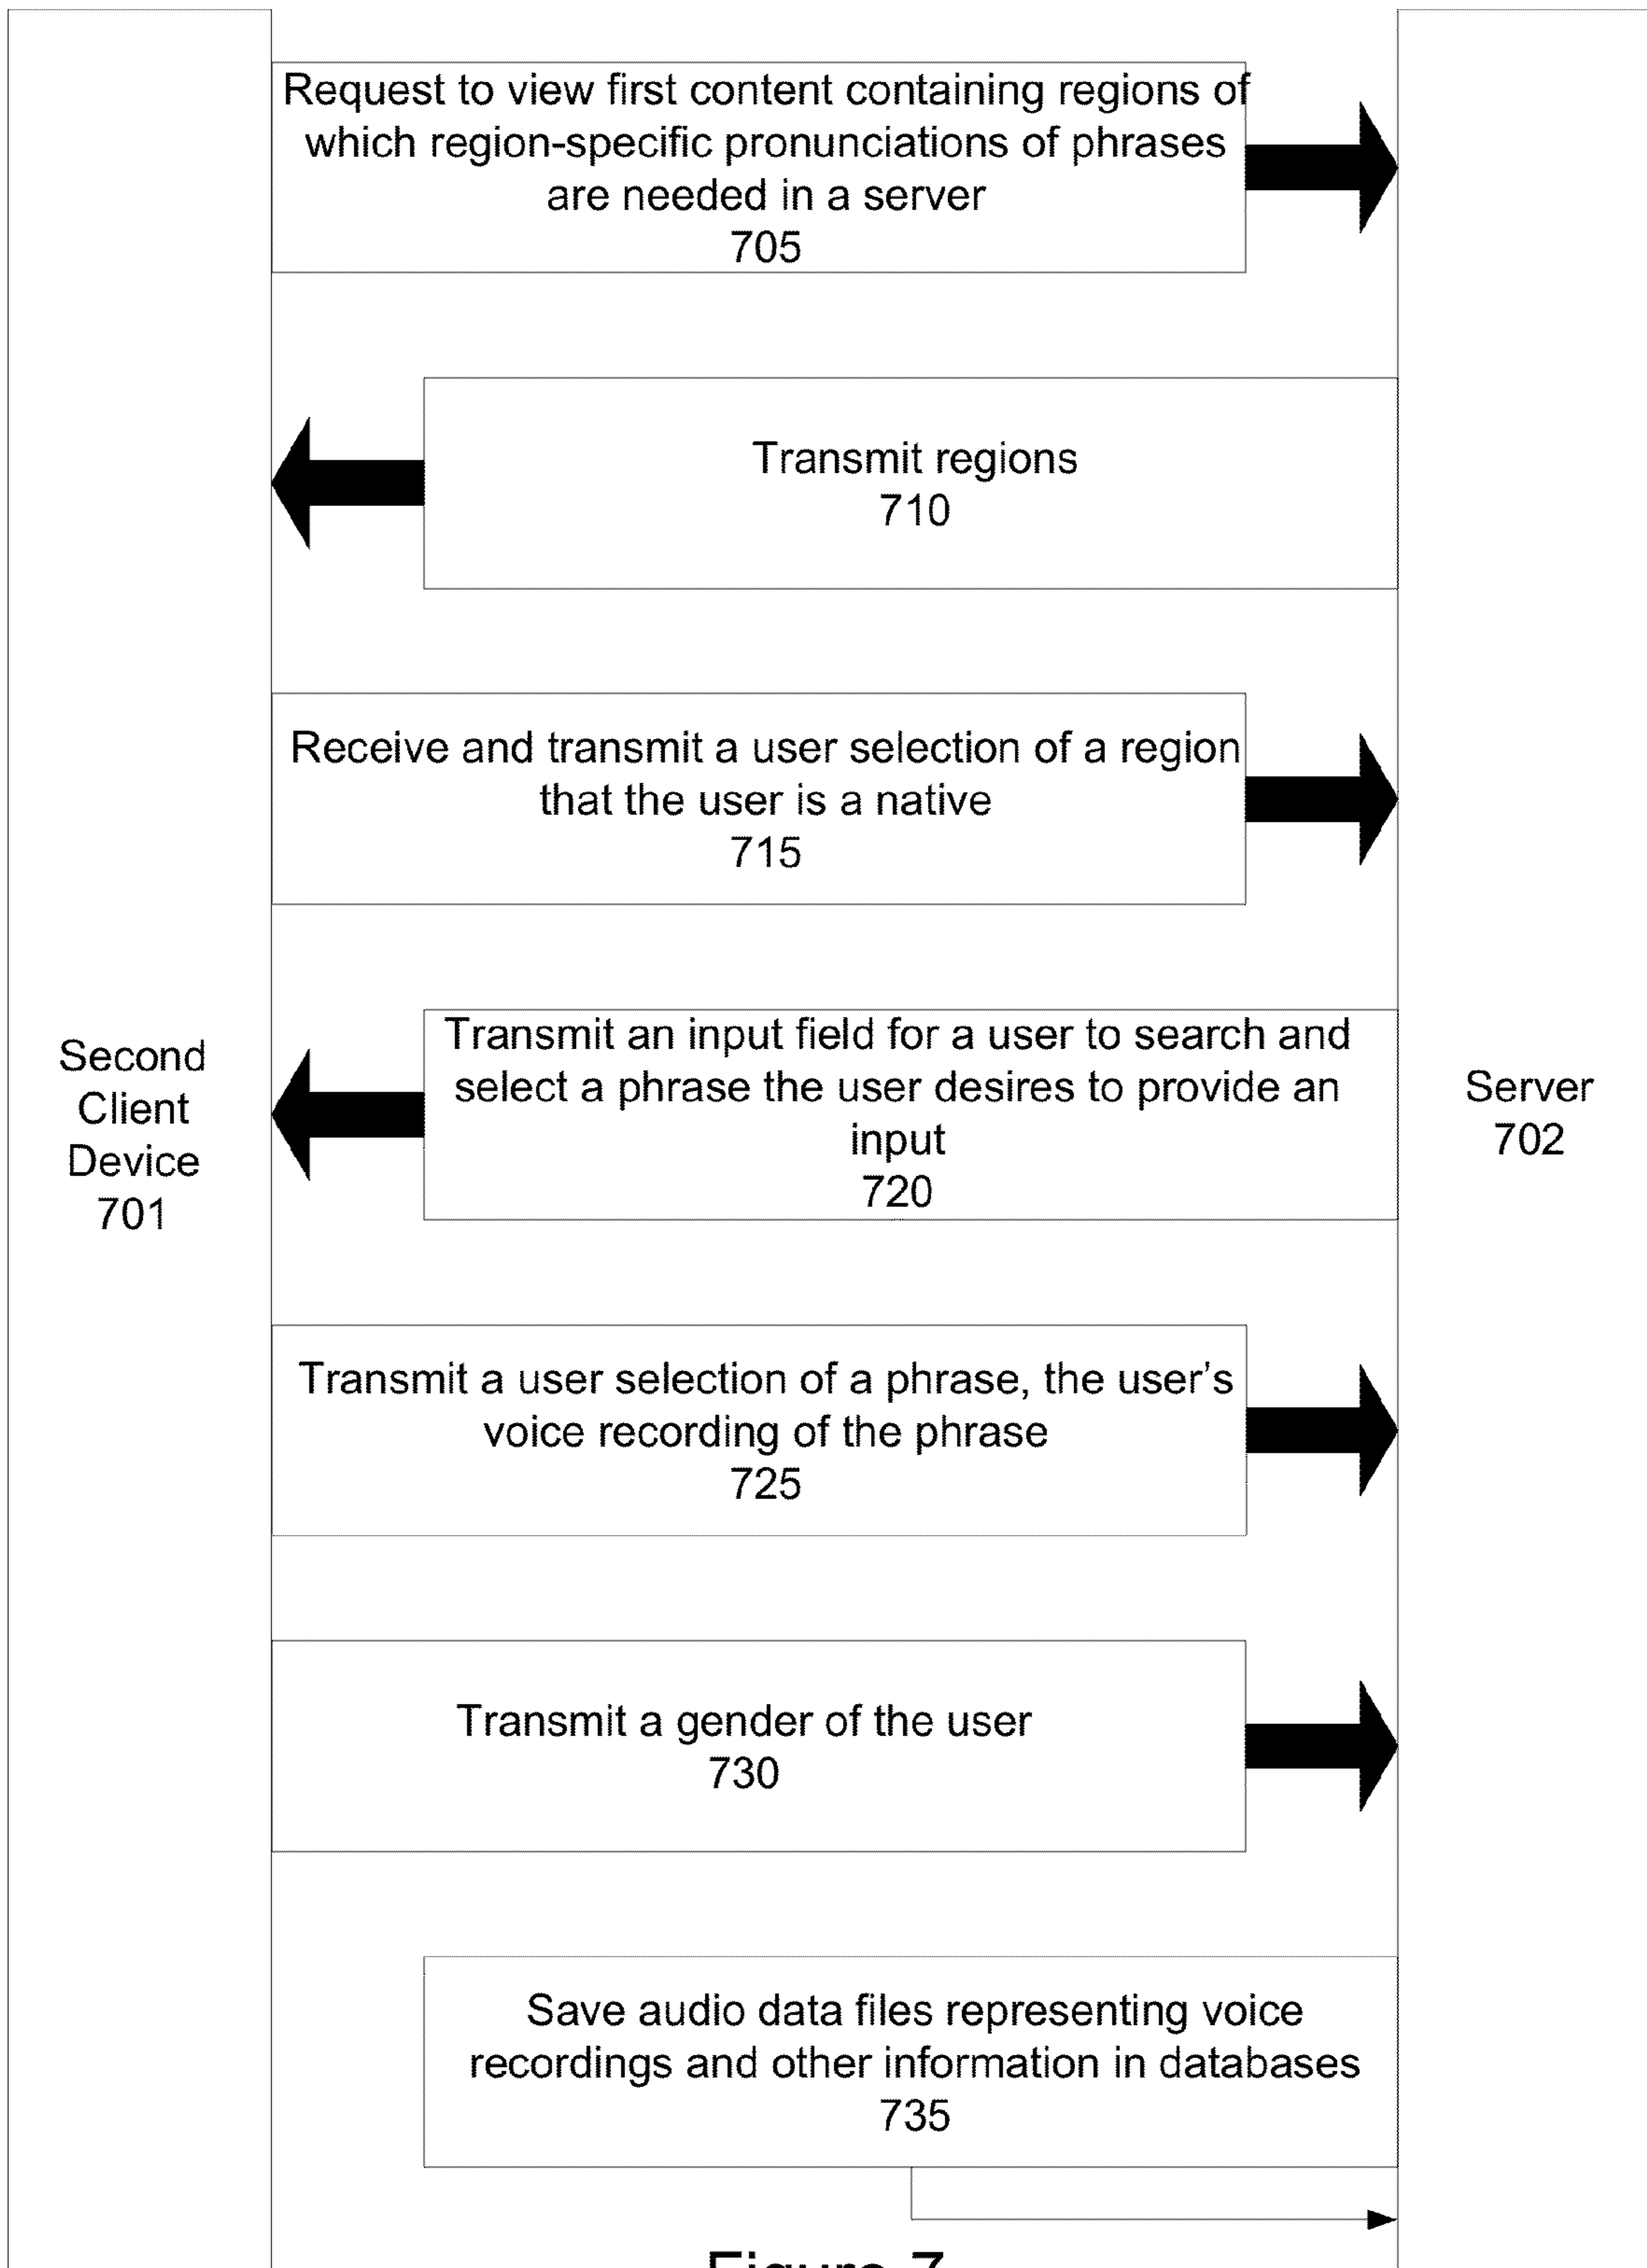 Request to view first content containing regions of
which region-specific pronunciations of phrases
are needed in a server
705
Transmit regions
710
Receive and transmit a user selection of a region
that the user is a native
715
Second
Client
Device
701
Transmit an input field for a user to search and
select a phrase the user desires to provide an
input
720
Server
702
Transmit a user selection of a phrase, the user's
voice recording of the phrase
725
Transmit a gender of the user
730
Save audio data files representing voice
recordings and other information in databases
735
Figure 7